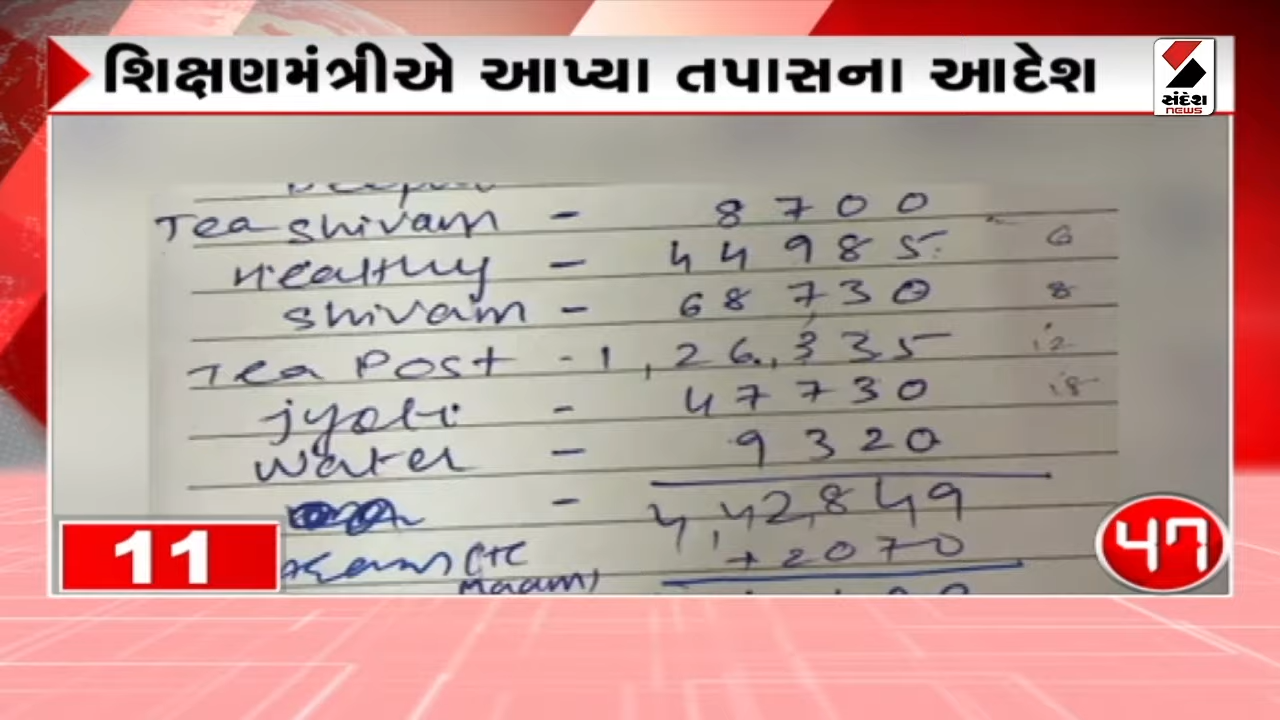 શિક્ષણમંત્રીએ આપ્યા તપાસના આદેશ
સંદેશ
NEWS
Tea Shivam - 8700
Healthy - 44985 6
Shivam - 68730 8
Tea Post - 1,26,335 12
jyoti - 47730 18
water - 9320
- 4,42,849
+2070
Maam)
11
47